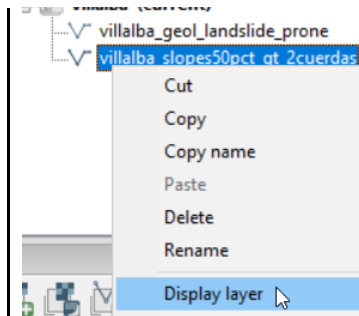 villalba (current)
villalba_geol_landslide_prone
villalba_slopes50pct_gt_2cuerdas
Cut
Copy
Copy name
Paste
Delete
Rename
Display layer